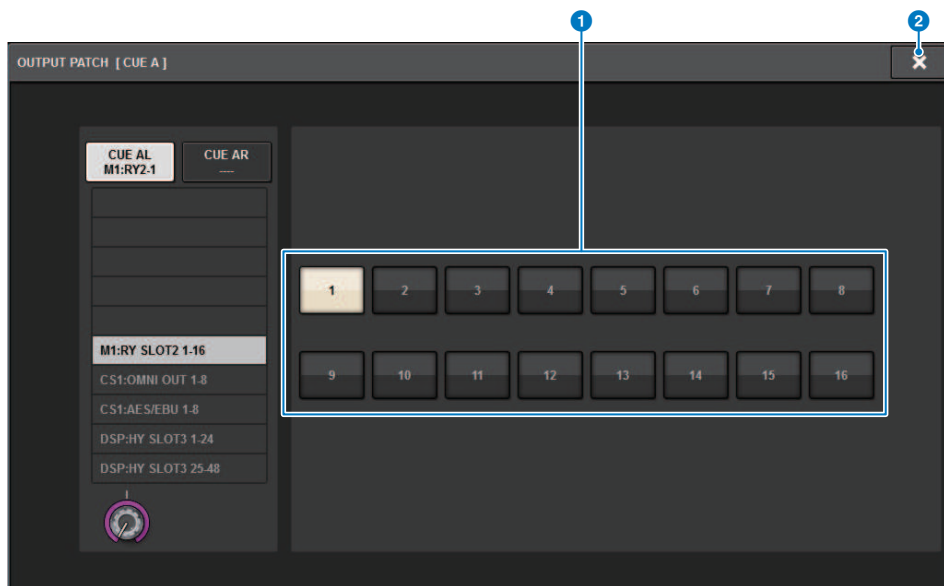 1 2
OUTPUT PATCH [ CUE A ]
CUE AL CUE AR
M1:RY2-1 ----
M1:RY SLOT2 1-16
CS1:OMNI OUT 1-8
CS1:AES/EBU 1-8
DSP:HY SLOT3 1-24
DSP:HY SLOT3 25-48
1 2 3 4 5 6 7 8
9 10 11 12 13 14 15 16